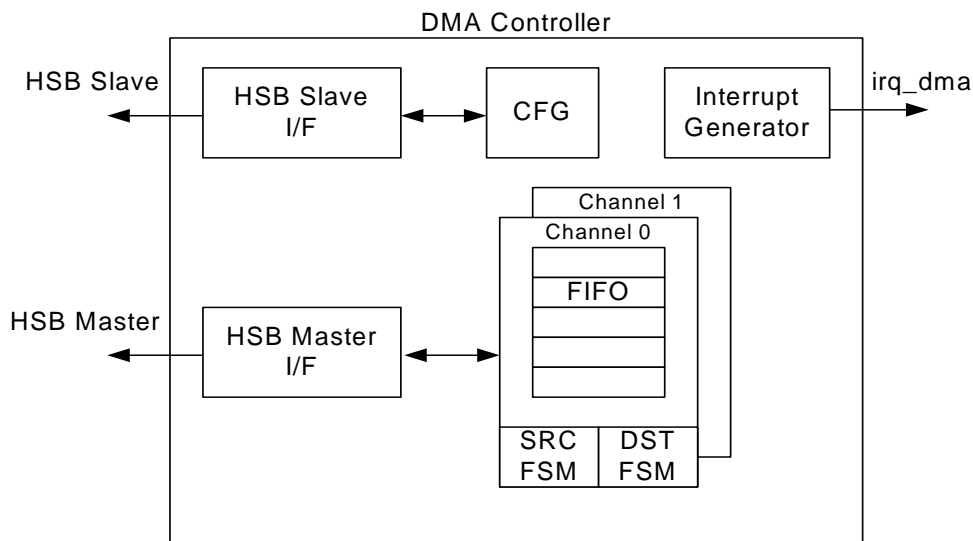 DMA Controller
HSB Slave
HSB Slave
I/F
CFG
Interrupt
Generator
irq_dma
Channel 1
Channel 0
FIFO
HSB Master
HSB Master
I/F
SRC
FSM
DST
FSM